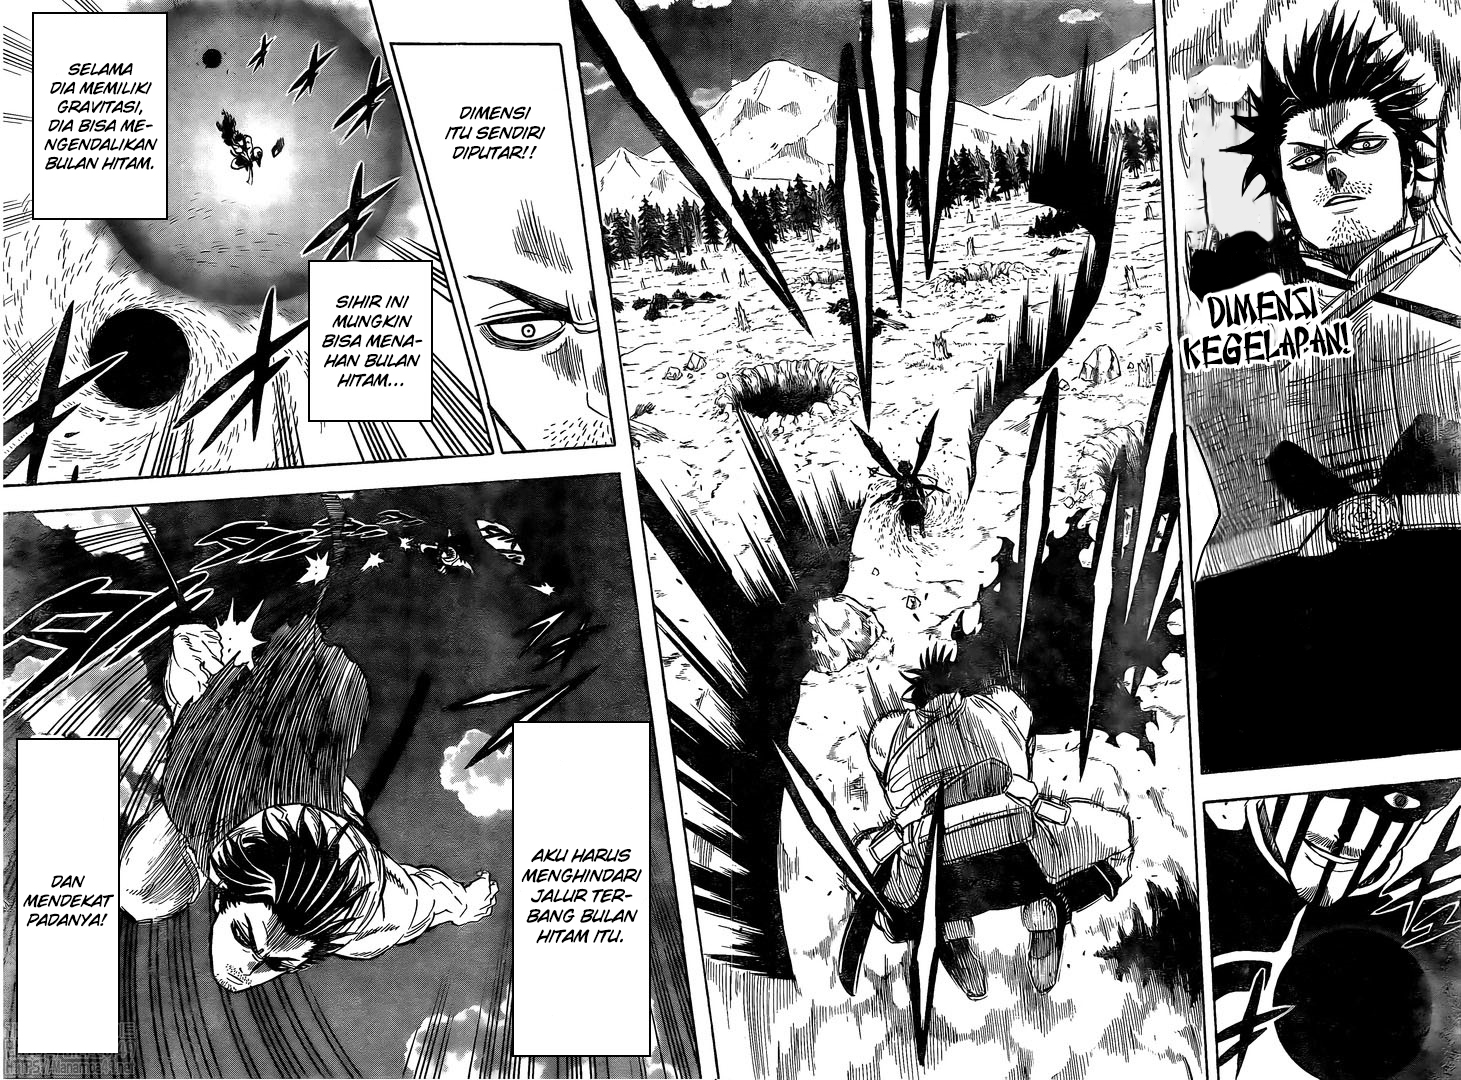 DIMENSI
KEGELAPAN!
DIMENSI
ITU SENDIRI
DIPUTAR!!
SELAMA
DIA MEMILIKI
GRAVITASI,
DIA BISA ME-
NGENDALIKAN
BULAN HITAM.
SIHIR INI
MUNGKIN
BISA MENA-
HAN BULAN
HITAM...
AKU HARUS
MENGHINDARI
JALUR TER-
BANG BULAN
HITAM ITU.
DAN
MENDEKAT
PADANYA!